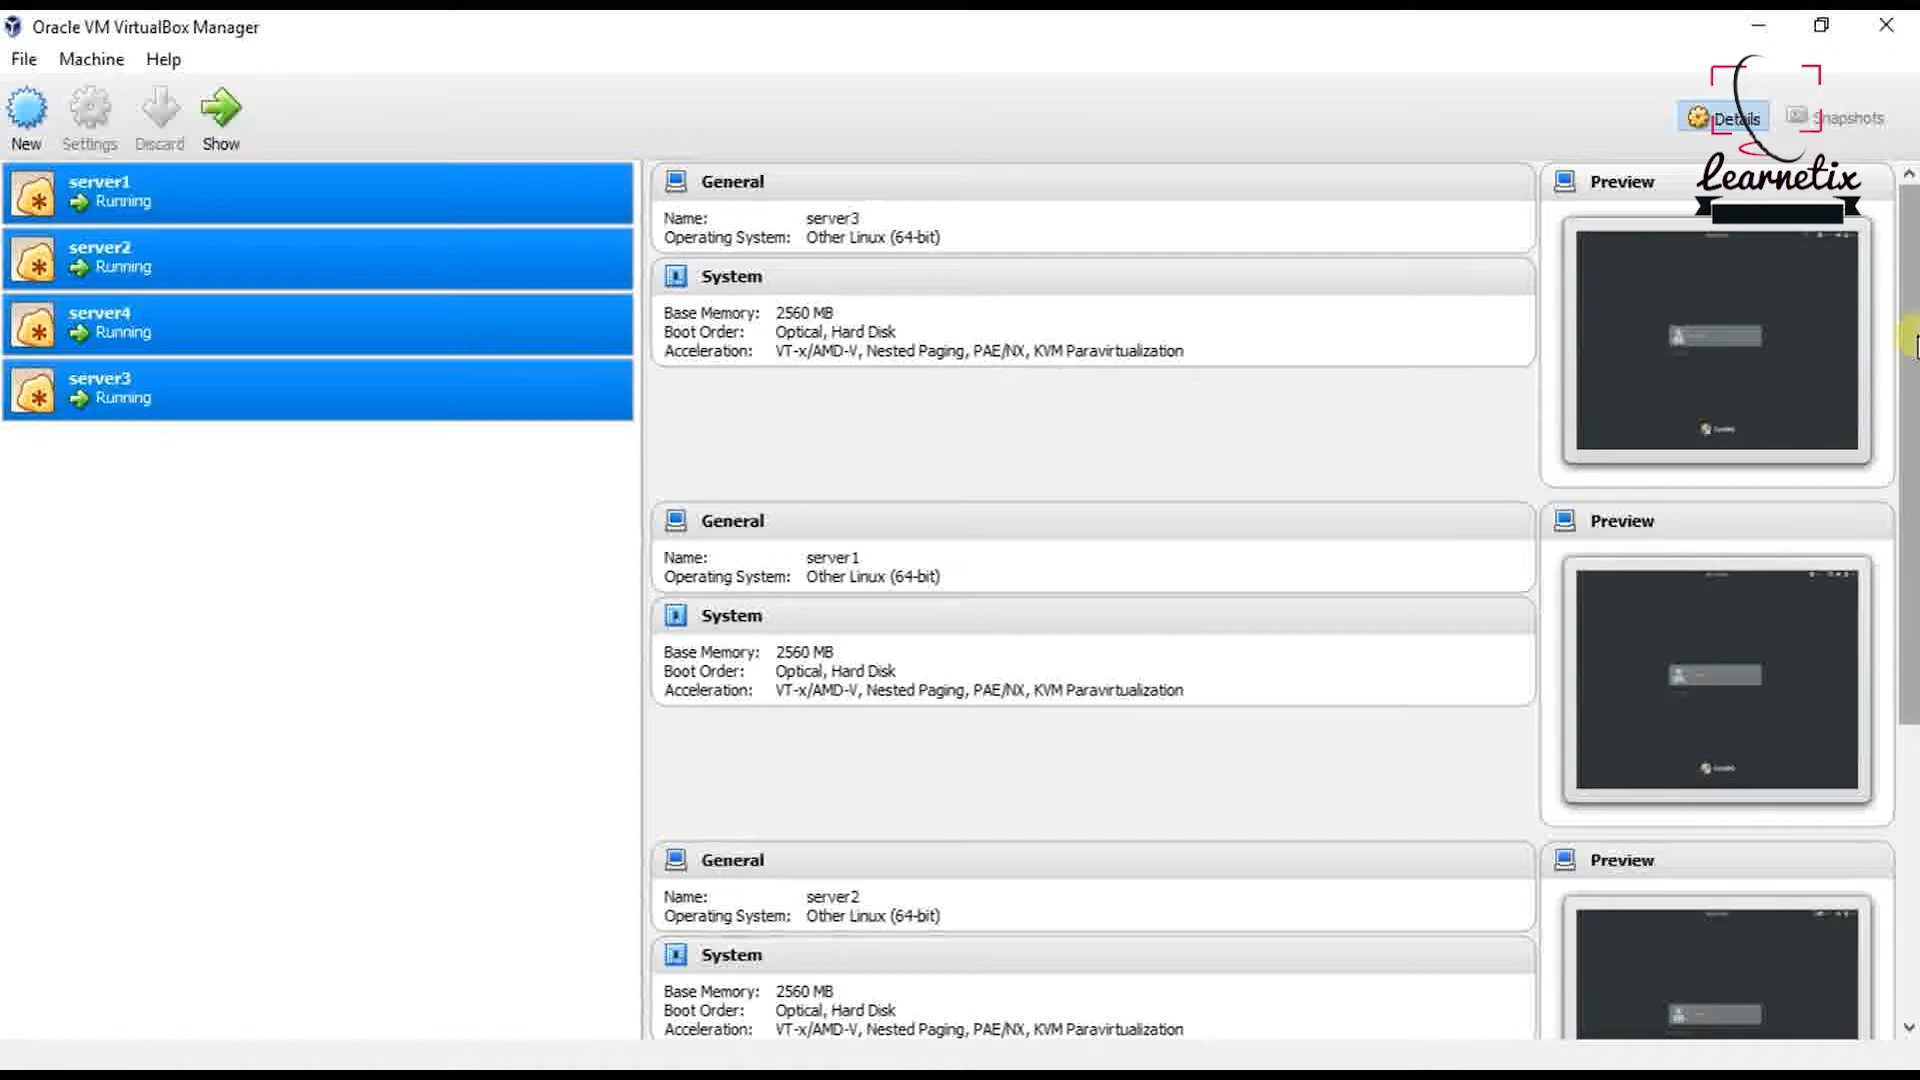 Oracle VM VirtualBox Manager
File Machine Help
New Settings Discard Show
Details Snapshots
Learnetix
server1
Running
server2
Running
server4
Running
server3
Running
General
Name: server3
Operating System: Other Linux (64-bit)
System
Base Memory: 2560 MB
Boot Order: Optical, Hard Disk
Acceleration: VT-x/AMD-V, Nested Paging, PAE/NX, KVM Paravirtualization
Preview
General
Name: server1
Operating System: Other Linux (64-bit)
System
Base Memory: 2560 MB
Boot Order: Optical, Hard Disk
Acceleration: VT-x/AMD-V, Nested Paging, PAE/NX, KVM Paravirtualization
Preview
General
Name: server2
Operating System: Other Linux (64-bit)
System
Base Memory: 2560 MB
Boot Order: Optical, Hard Disk
Acceleration: VT-x/AMD-V, Nested Paging, PAE/NX, KVM Paravirtualization
Preview